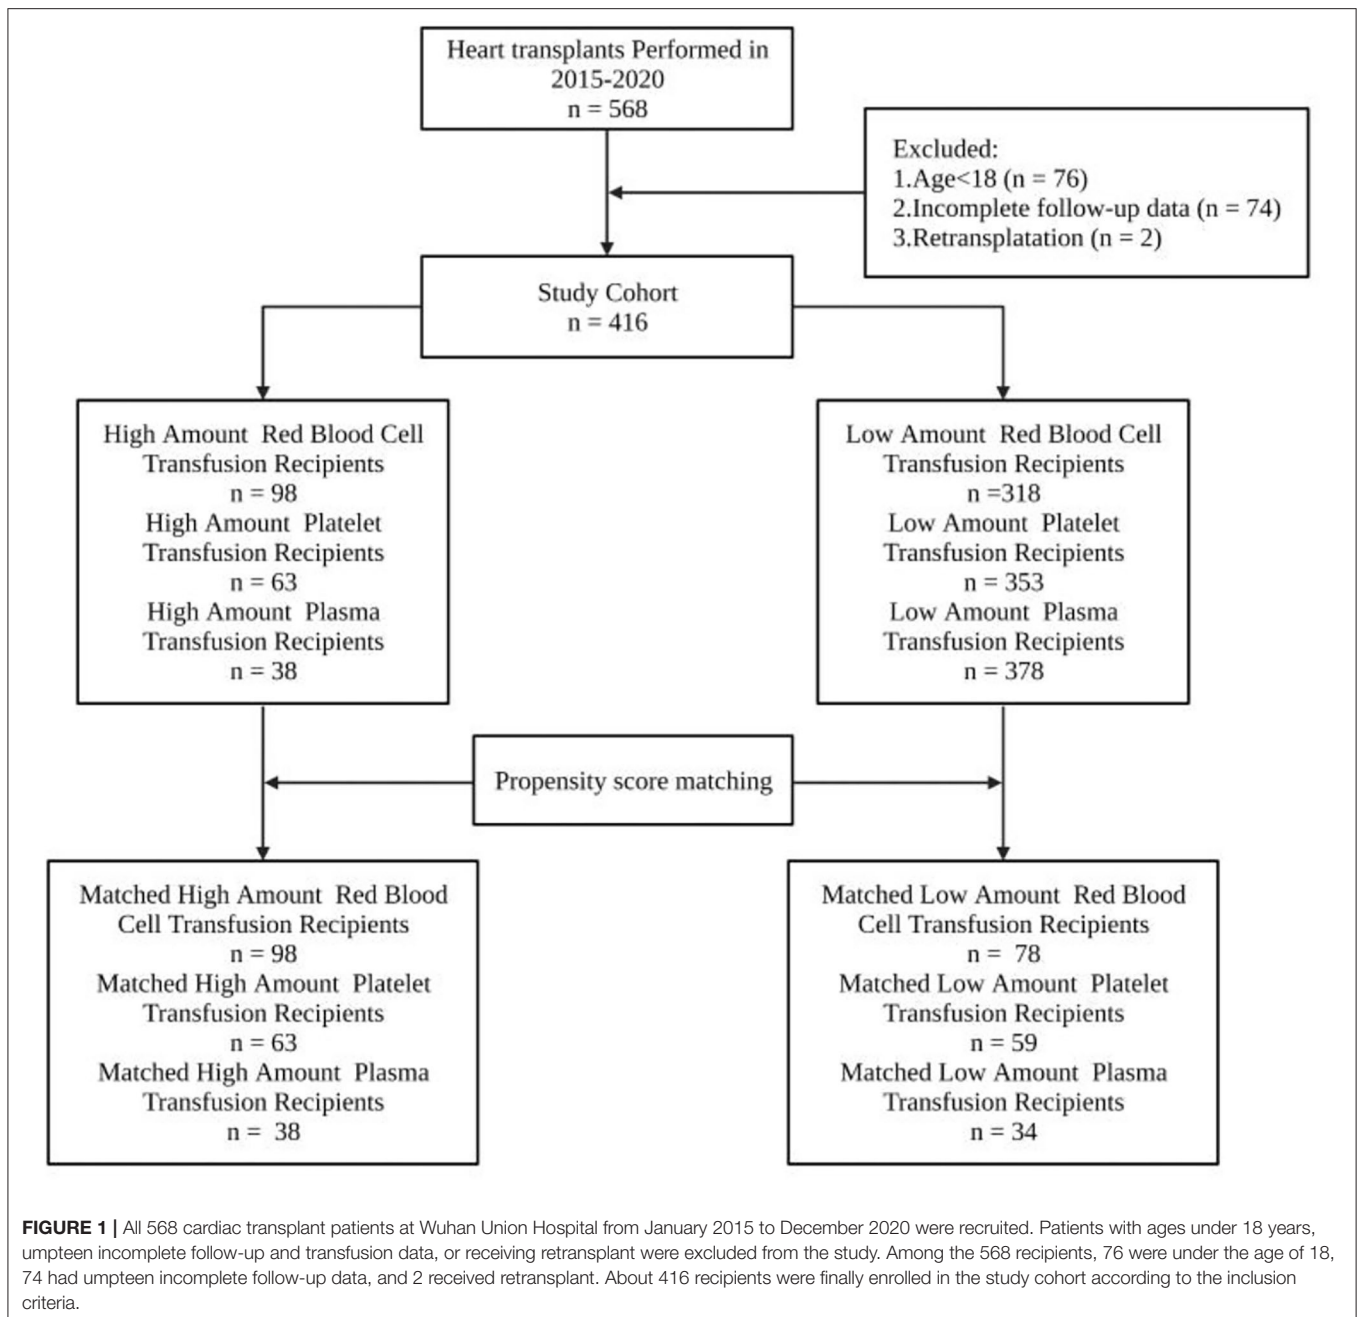 Heart transplants Performed in
2015-2020
n = 568
Excluded:
1.Age<18 (n = 76)
2.Incomplete follow-up data (n = 74)
3.Retransplatation (n = 2)
Study Cohort
n = 416
High Amount Red Blood Cell
Transfusion Recipients
n = 98
High Amount Platelet
Transfusion Recipients
n = 63
High Amount Plasma
Transfusion Recipients
n = 38
Low Amount Red Blood Cell
Transfusion Recipients
n =318
Low Amount Platelet
Transfusion Recipients
n = 353
Low Amount Plasma
Transfusion Recipients
n = 378
Propensity score matching
Matched High Amount Red Blood
Cell Transfusion Recipients
n = 98
Matched High Amount Platelet
Transfusion Recipients
n = 63
Matched High Amount Plasma
Transfusion Recipients
n = 38
Matched Low Amount Red Blood
Cell Transfusion Recipients
n = 78
Matched Low Amount Platelet
Transfusion Recipients
n = 59
Matched Low Amount Plasma
Transfusion Recipients
n = 34
FIGURE 1 | All 568 cardiac transplant patients at Wuhan Union Hospital from January 2015 to December 2020 were recruited. Patients with ages under 18 years,
umpteen incomplete follow-up and transfusion data, or receiving retransplant were excluded from the study. Among the 568 recipients, 76 were under the age of 18,
74 had umpteen incomplete follow-up data, and 2 received retransplant. About 416 recipients were finally enrolled in the study cohort according to the inclusion
criteria.